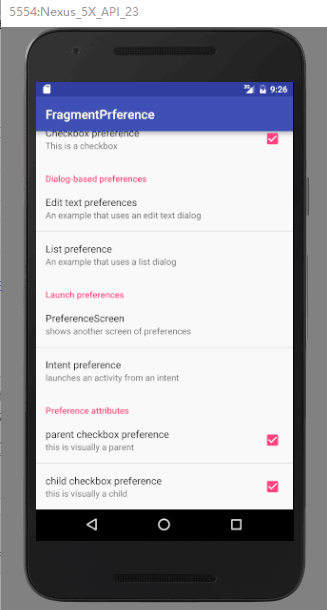 5554:Nexus_5X_API_23
9:26
FragmentPrference
Checkbox preference
This is a checkbox
Dialog-based preferences
Edit text preferences
An example that uses an edit text dialog
List preference
An example that uses a list dialog
Launch preferences
PreferenceScreen
shows another screen of preferences
Intent preference
launches an activity from an intent
Preference attributes
parent checkbox preference
this is visually a parent
child checkbox preference
this is visually a child